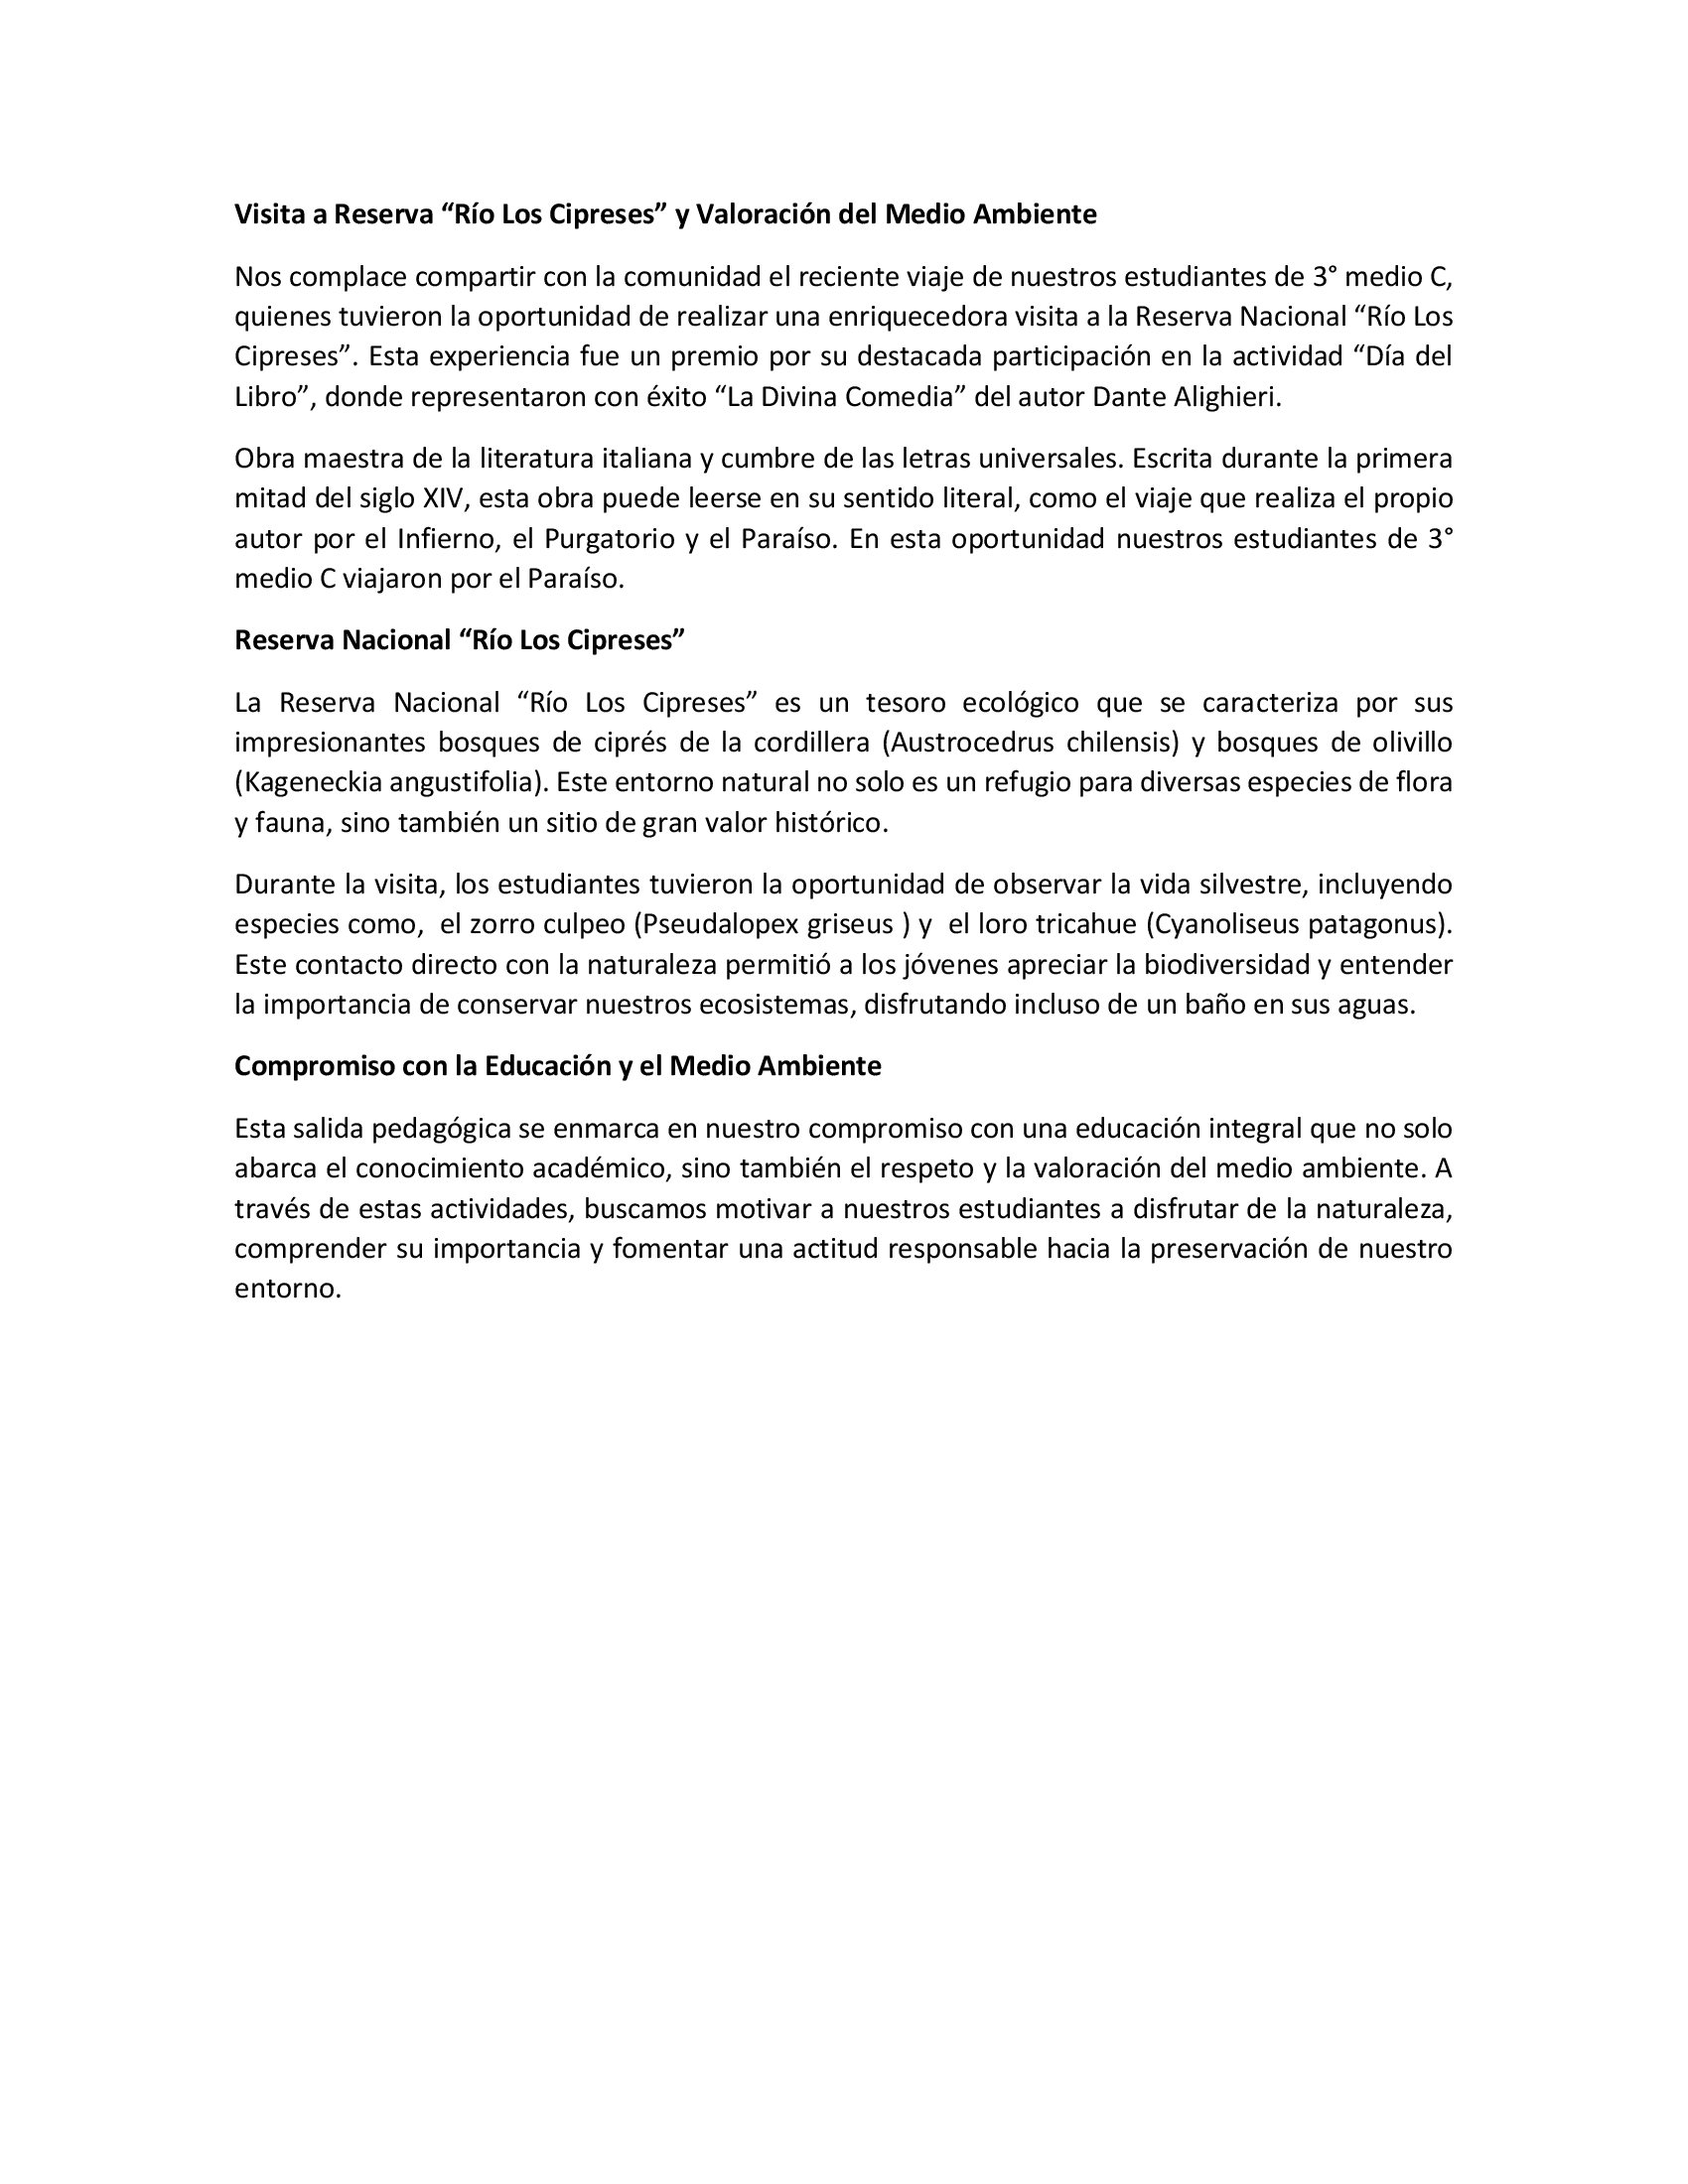 Visita a Reserva “Río Los Cipreses” y Valoración del Medio Ambiente
Nos complace compartir con la comunidad el reciente viaje de nuestros estudiantes de 3° medio C,
quienes tuvieron la oportunidad de realizar una enriquecedora visita a la Reserva Nacional “Río Los
Cipreses”. Esta experiencia fue un premio por su destacada participación en la actividad “Día del
Libro”, donde representaron con éxito “La Divina Comedia” del autor Dante Alighieri.
Obra maestra de la literatura italiana y cumbre de las letras universales. Escrita durante la primera
mitad del siglo XIV, esta obra puede leerse en su sentido literal, como el viaje que realiza el propio
autor por el Infierno, el Purgatorio y el Paraíso. En esta oportunidad nuestros estudiantes de 3°
medio C viajaron por el Paraíso.
Reserva Nacional “Río Los Cipreses”
La Reserva Nacional “Río Los Cipreses” es un tesoro ecológico que se caracteriza por sus
impresionantes bosques de ciprés de la cordillera (Austrocedrus chilensis) y bosques de olivillo
(Kageneckia angustifolia). Este entorno natural no solo es un refugio para diversas especies de flora
y fauna, sino también un sitio de gran valor histórico.
Durante la visita, los estudiantes tuvieron la oportunidad de observar la vida silvestre, incluyendo
especies como,  el zorro culpeo (Pseudalopex griseus ) y  el loro tricahue (Cyanoliseus patagonus).
Este contacto directo con la naturaleza permitió a los jóvenes apreciar la biodiversidad y entender
la importancia de conservar nuestros ecosistemas, disfrutando incluso de un baño en sus aguas.
Compromiso con la Educación y el Medio Ambiente
Esta salida pedagógica se enmarca en nuestro compromiso con una educación integral que no solo
abarca el conocimiento académico, sino también el respeto y la valoración del medio ambiente. A
través de estas actividades, buscamos motivar a nuestros estudiantes a disfrutar de la naturaleza,
comprender su importancia y fomentar una actitud responsable hacia la preservación de nuestro
entorno.